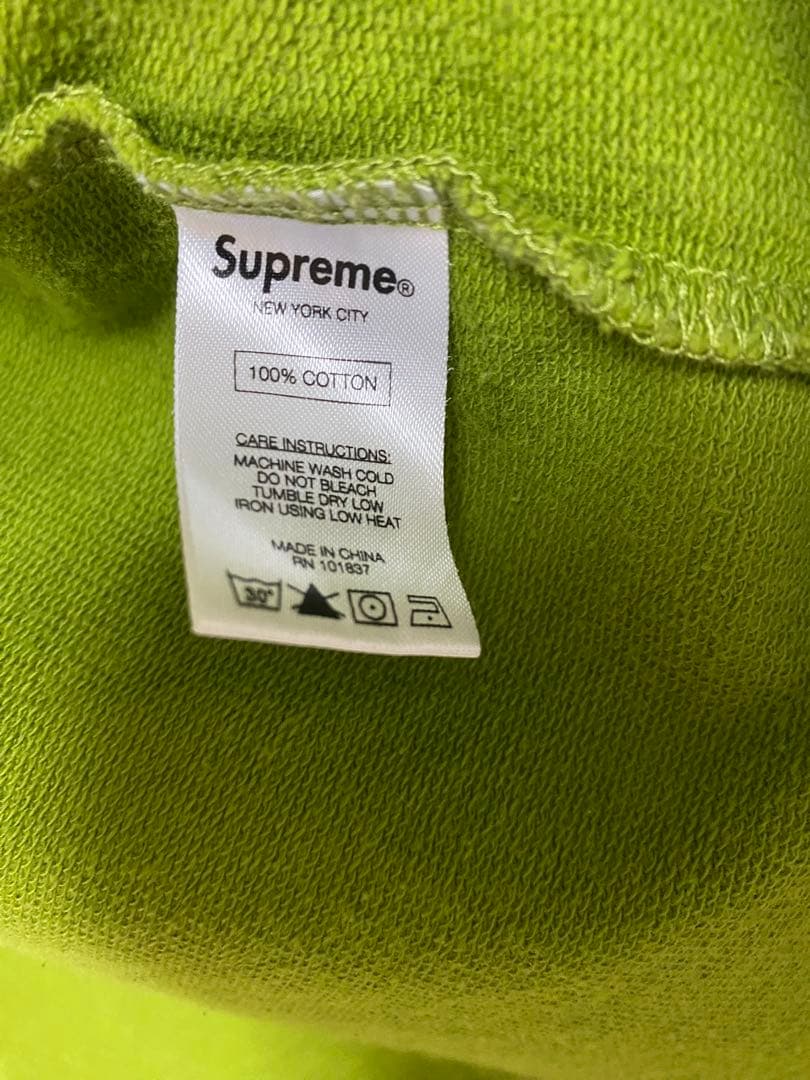 Supreme®
NEW YORK CITY
100% COTTON
CARE INSTRUCTIONS:
MACHINE WASH COLD
DO NOT BLEACH
TUMBLE DRY LOW
IRON USING LOW HEAT
MADE IN CHINA
RN 101837
30°